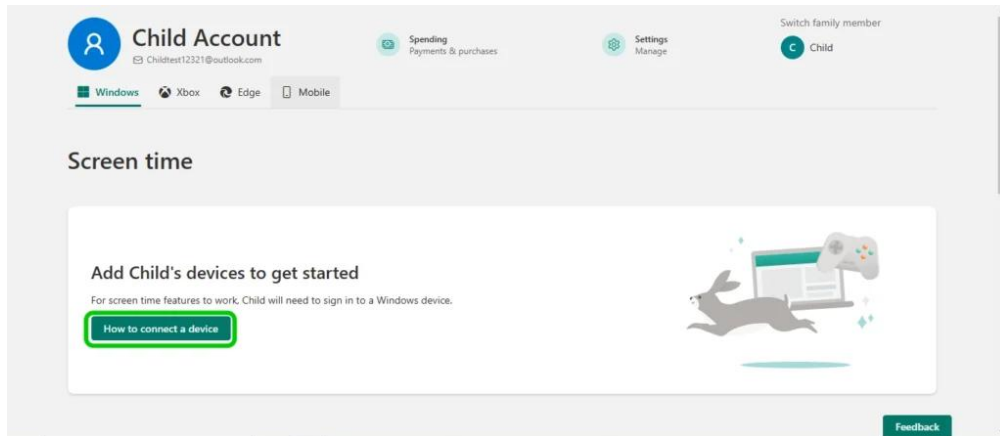 Child Account
Childtest12321@outlook.com
Spending
Payments & purchases
Settings
Manage
Switch family member
C Child
Windows Xbox Edge Mobile
Screen time
Add Child's devices to get started
For screen time features to work, Child will need to sign in to a Windows device.
How to connect a device
Feedback